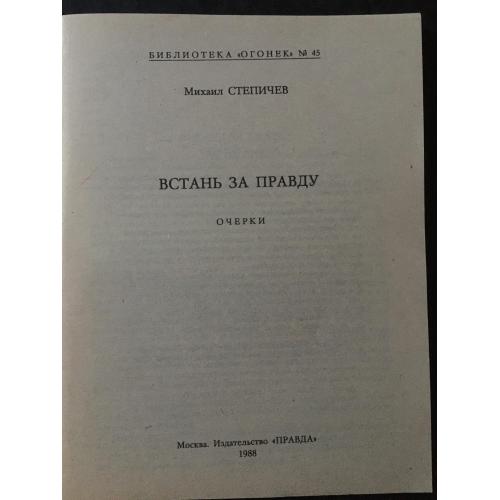 БИБЛИОТЕКА «ОГОНЕК» № 45
Михаил СТЕПИЧЕВ
ВСТАНЬ ЗА ПРАВДУ
ОЧЕРКИ
Москва. Издательство «ПРАВДА»
1988